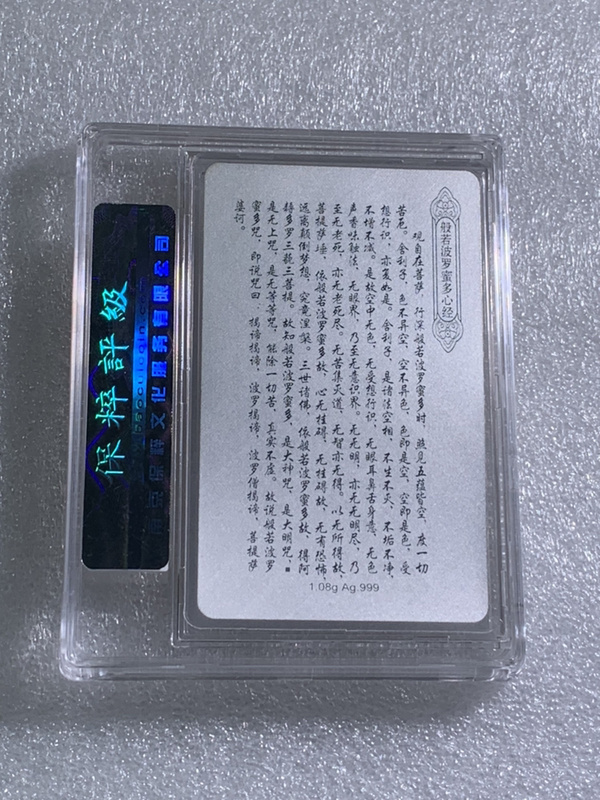 般若波罗蜜多心经
观自在菩萨，行深般若波罗蜜多时，照见五蕴皆空，度一切
苦厄。舍利子，色不异空，空不异色，色即是空，空即是色，受
想行识，亦复如是。舍利子，是诸法空相，不生不灭，不垢不净，
不增不减。是故空中无色，无受想行识，无眼耳鼻舌身意，无色
声香味触法，无眼界，乃至无意识界。无无明，亦无无明尽，乃
至无老死，亦无老死尽。无苦集灭道，无智亦无得。以无所得故，
菩提萨埵，依般若波罗蜜多故，心无挂碍，无挂碍故，无有恐怖
远离颠倒梦想，究竟涅槃。三世诸佛，依般若波罗蜜多故，得阿
耨多罗三藐三菩提。故知般若波罗蜜多，是大神咒，是大明咒，
是无上咒，是无等等咒，能除一切苦，真实不虚。故说般若波罗
蜜多咒，即说咒曰：揭谛揭谛，波罗揭谛，波罗僧揭谛，菩提萨
婆诃。
1.08g Ag.999
保粹評級
保粹文化服务有限公司